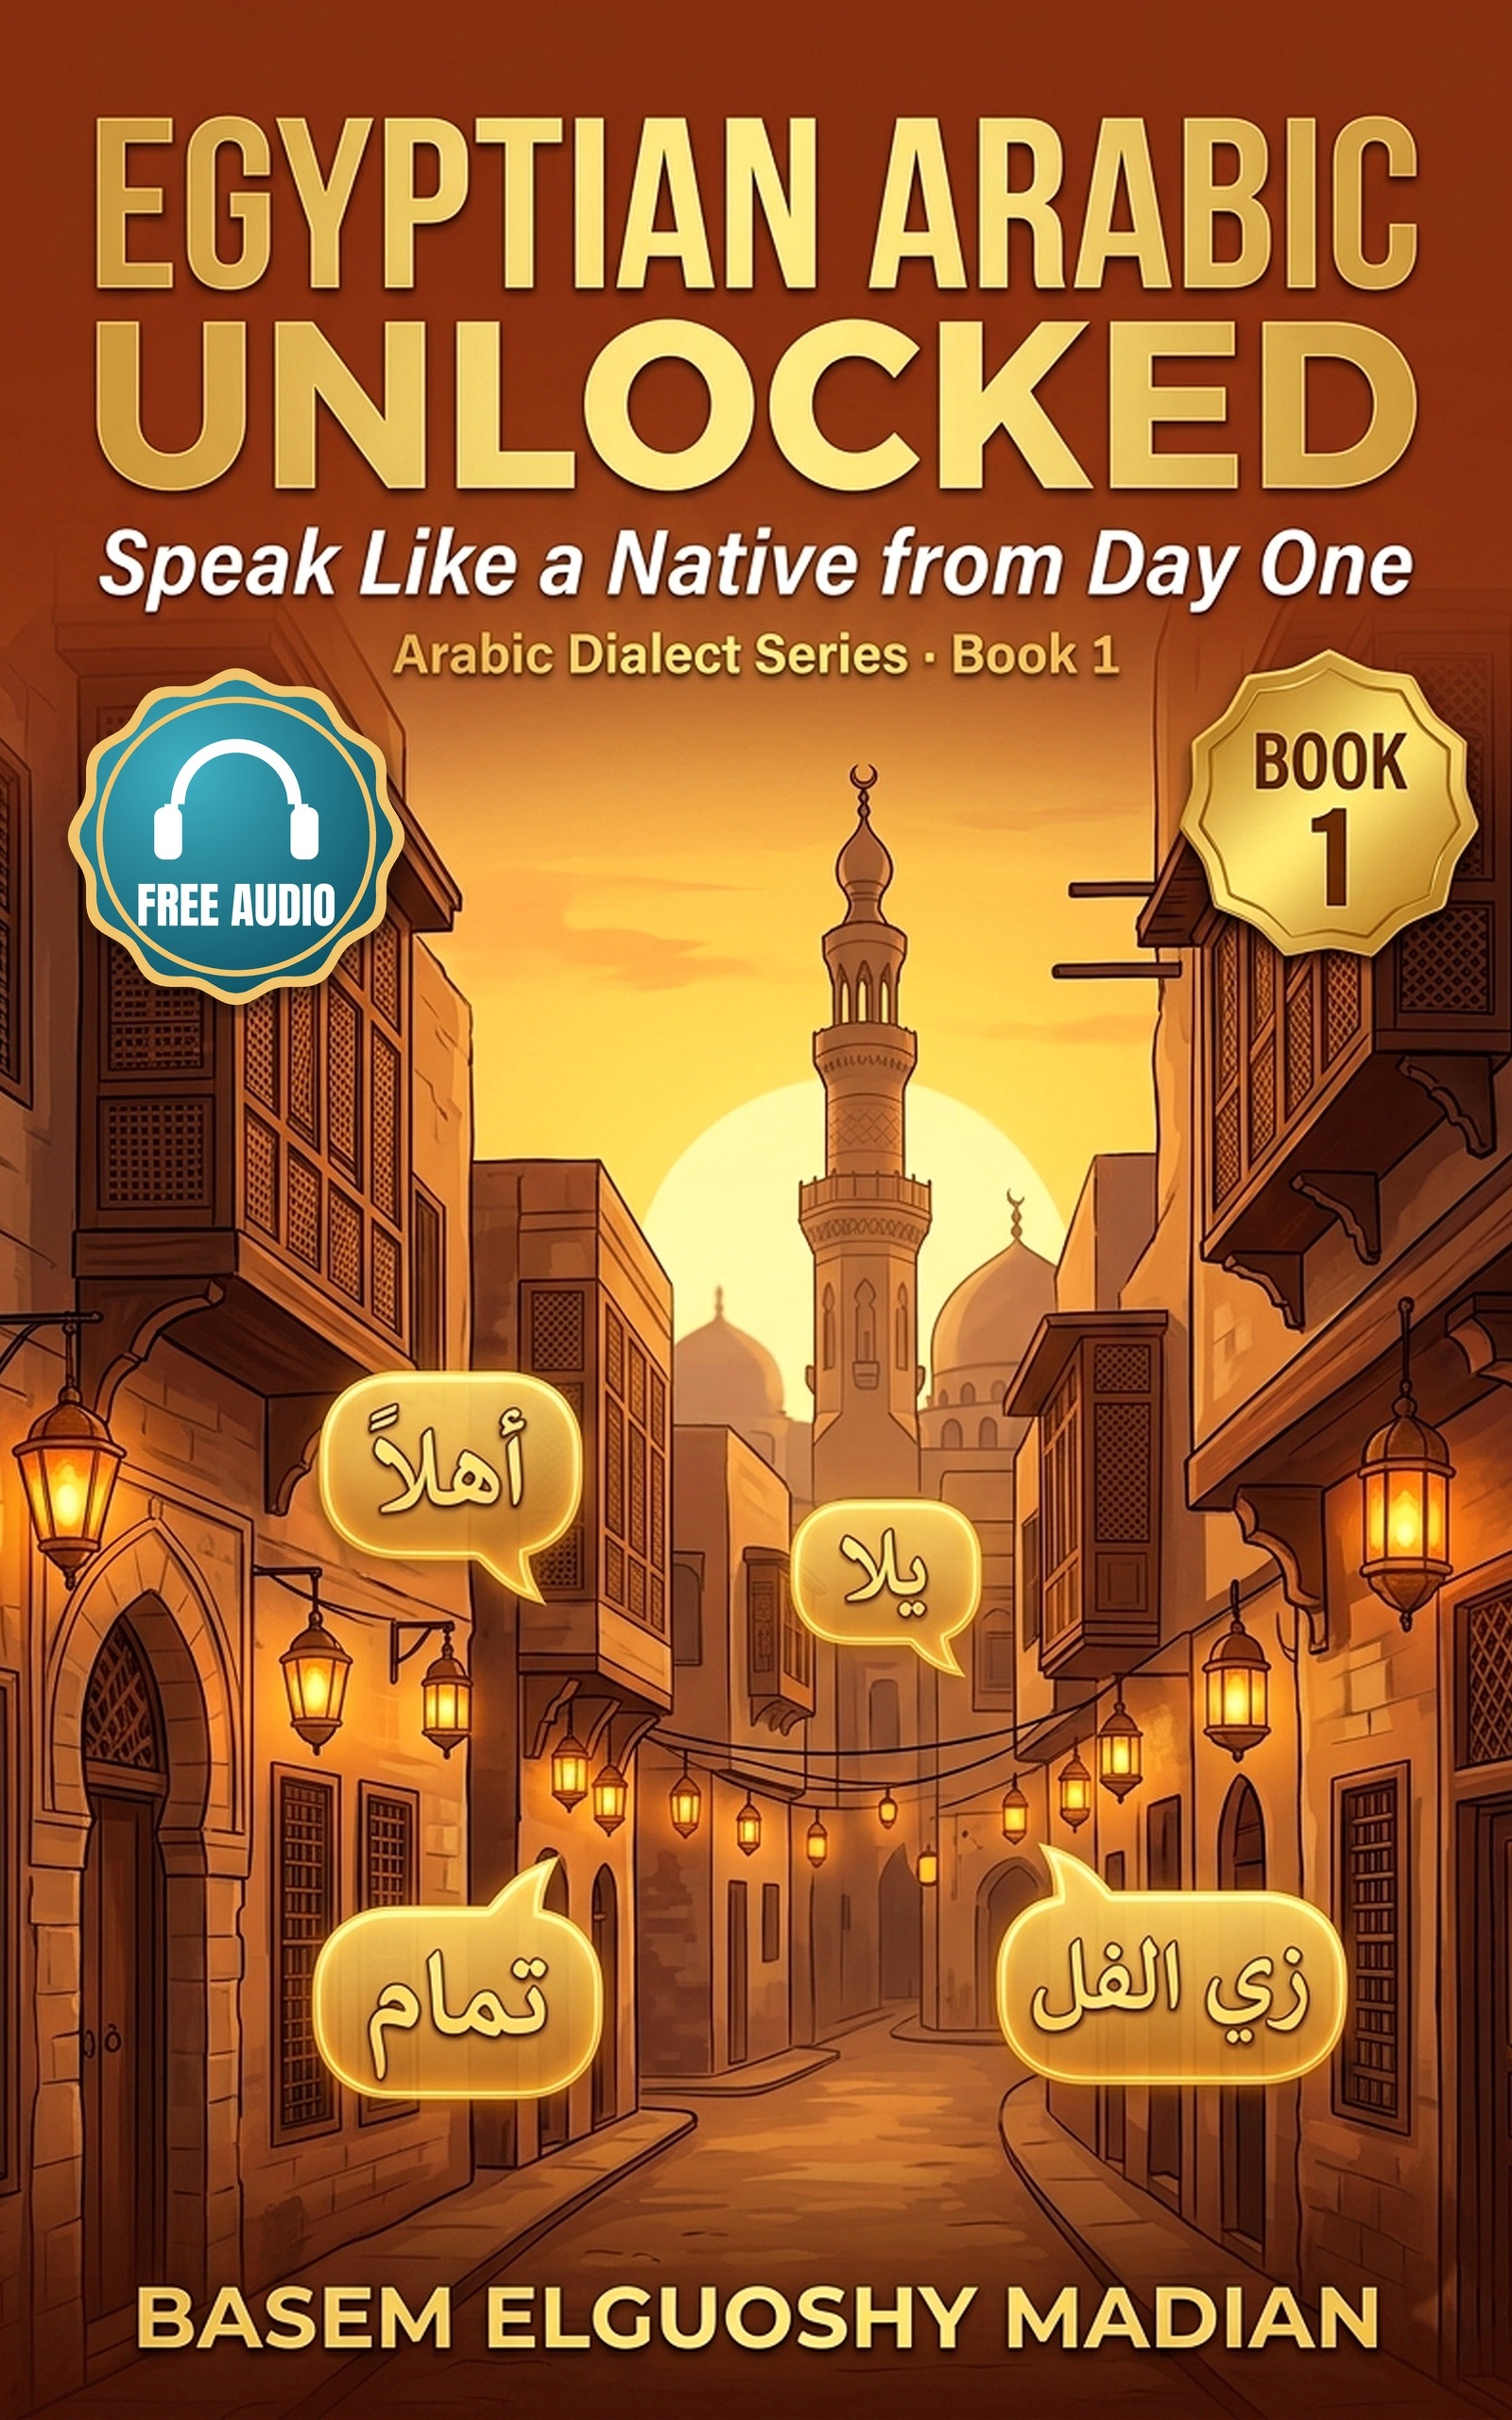 EGYPTIAN ARABIC
UNLOCKED
Speak Like a Native from Day One
Arabic Dialect Series · Book 1
FREE AUDIO
BOOK
1
أهلاً
يلا
تمام
زي الفل
BASEM ELGUOSHY MADIAN